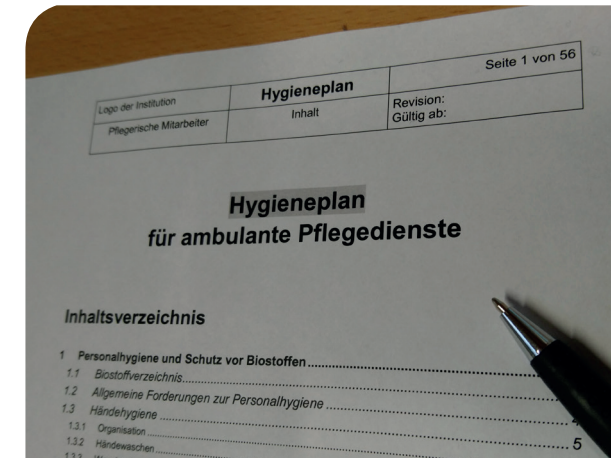 Logo der Institution
Hygieneplan
Seite 1 von 56
Pflegerische Mitarbeiter
Inhalt
Revision:
Gültig ab:
Hygieneplan
für ambulante Pflegedienste
Inhaltsverzeichnis
1 Personalhygiene und Schutz vor Biostoffen
1.1 Biostoffverzeichnis
1.2 Allgemeine Forderungen zur Personalhygiene
1.3 Händehygiene
1.3.1 Organisation
1.3.2 Händewaschen ... 5